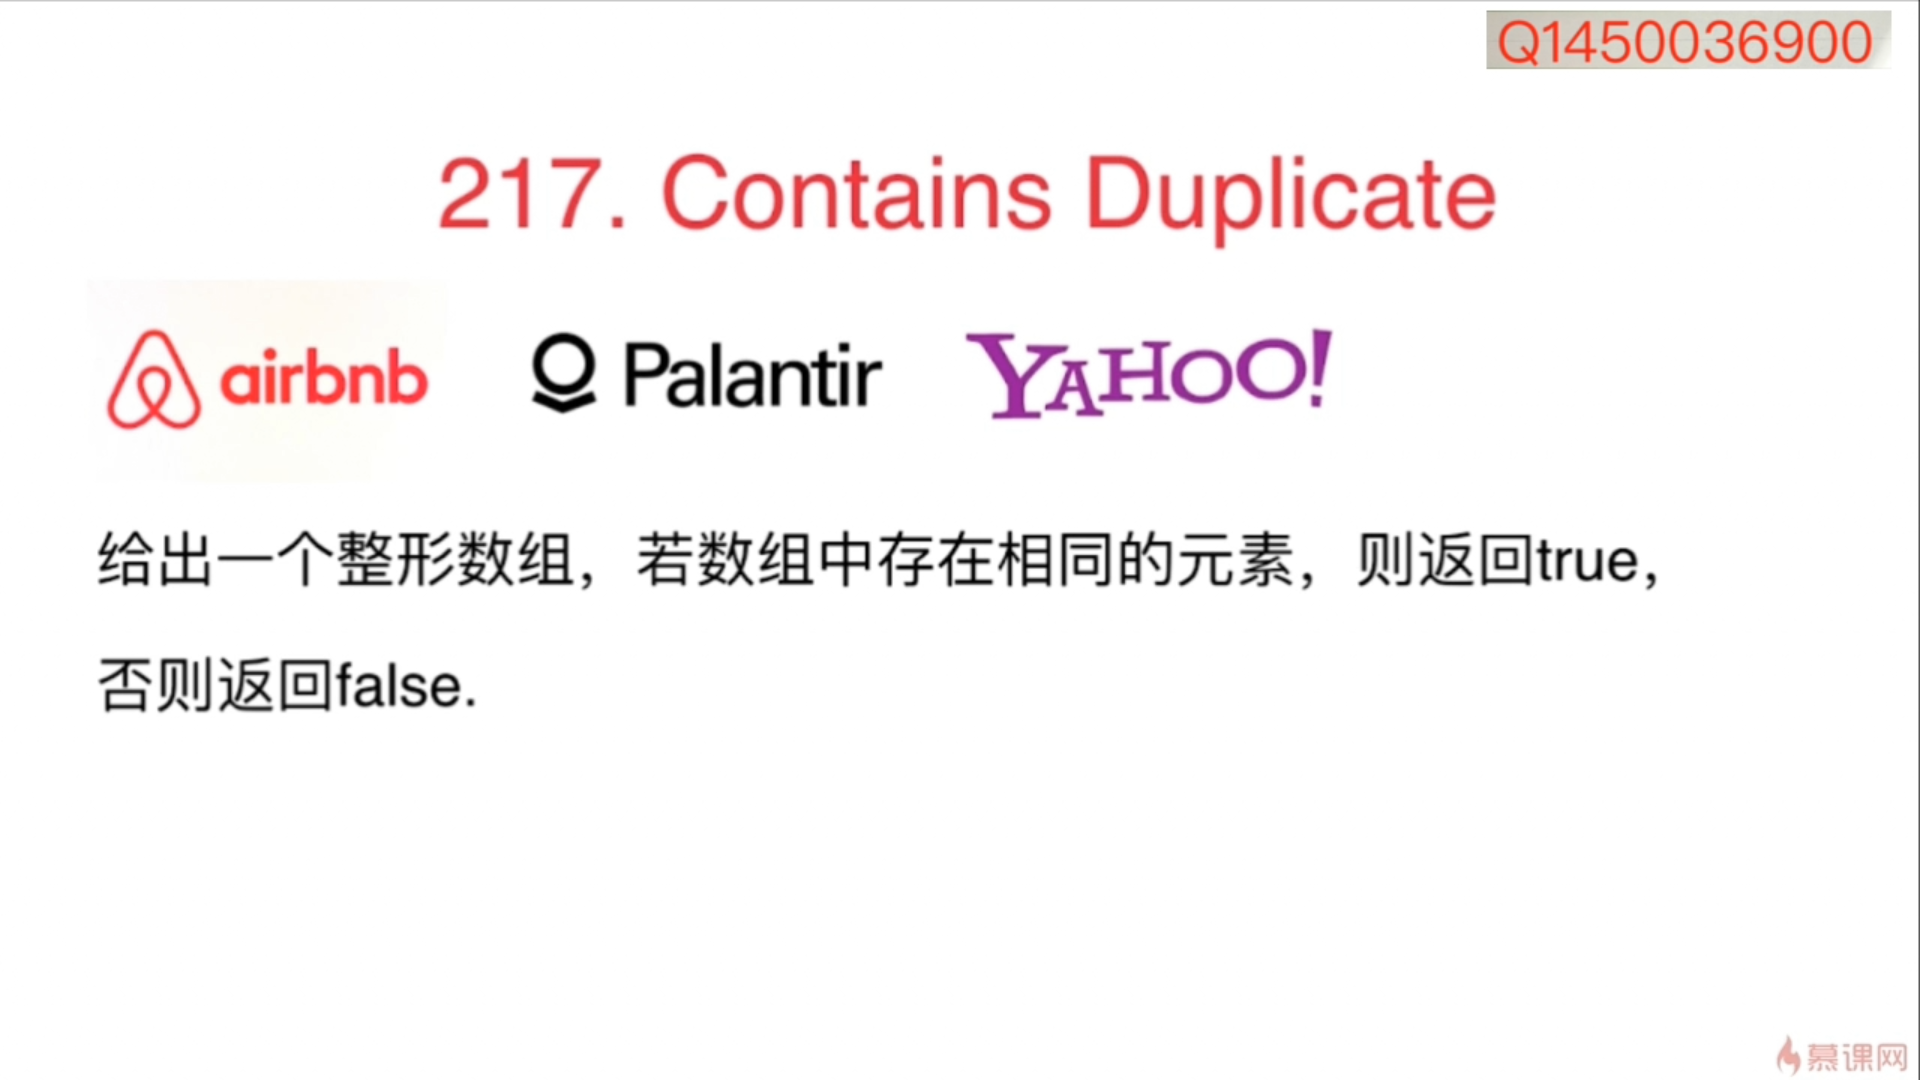 Q1450036900
217. Contains Duplicate
airbnb Palantir YAHOO!
给出一个整形数组，若数组中存在相同的元素，则返回true，
否则返回false.
慕课网